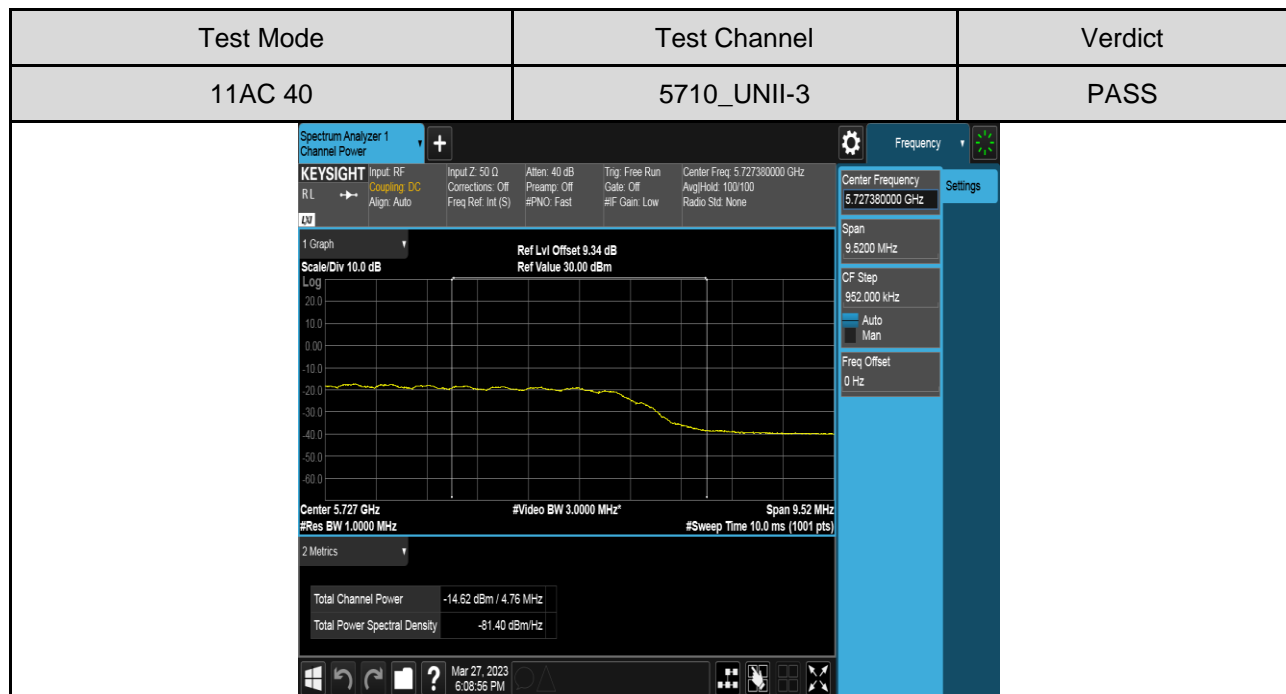 Test Mode Test Channel Verdict
11AC 40 5710_UNII-3 PASS
Spectrum Analyzer 1
Channel Power
+
Frequency
KEYSIGHT
R L
LXI
Input: RF
Coupling: DC
Align: Auto
Input Z: 50 Ω
Corrections: Off
Freq Ref: Int (S)
Atten: 40 dB
Preamp: Off
#PNO: Fast
Trig: Free Run
Gate: Off
#IF Gain: Low
Center Freq: 5.727380000 GHz
Avg|Hold: 100/100
Radio Std: None
Center Frequency
5.727380000 GHz
Settings
Span
9.5200 MHz
CF Step
952.000 kHz
Auto
Man
Freq Offset
0 Hz
1 Graph
Scale/Div 10.0 dB
Ref Lvl Offset 9.34 dB
Ref Value 30.00 dBm
Log
20.0
10.0
0.00
-10.0
-20.0
-30.0
-40.0
-50.0
-60.0
Center 5.727 GHz
#Res BW 1.0000 MHz
#Video BW 3.0000 MHz*
Span 9.52 MHz
#Sweep Time 10.0 ms (1001 pts)
2 Metrics
Total Channel Power -14.62 dBm / 4.76 MHz
Total Power Spectral Density -81.40 dBm/Hz
?
Mar 27, 2023
6:08:56 PM